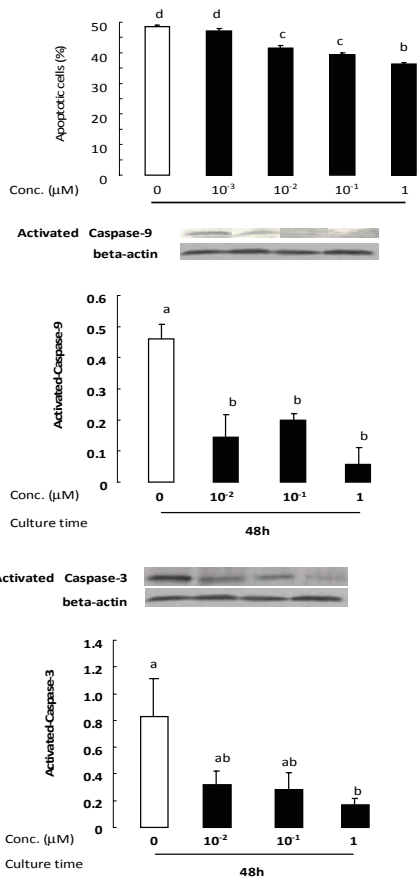 50
40
30
20
10
0
Apoptotic cells (%)
d d c c b
Conc. (μM) 0 10⁻³ 10⁻² 10⁻¹ 1
Activated Caspase-9
beta-actin
0.6
0.5
0.4
0.3
0.2
0.1
0
Activated-Caspase-9
a b b b
Conc. (μM) 0 10⁻² 10⁻¹ 1
Culture time
48h
Activated Caspase-3
beta-actin
1.4
1.2
1.0
0.8
0.6
0.4
0.2
0
Activated-Caspase-3
a ab ab b
Conc. (μM) 0 10⁻² 10⁻¹ 1
Culture time
48h